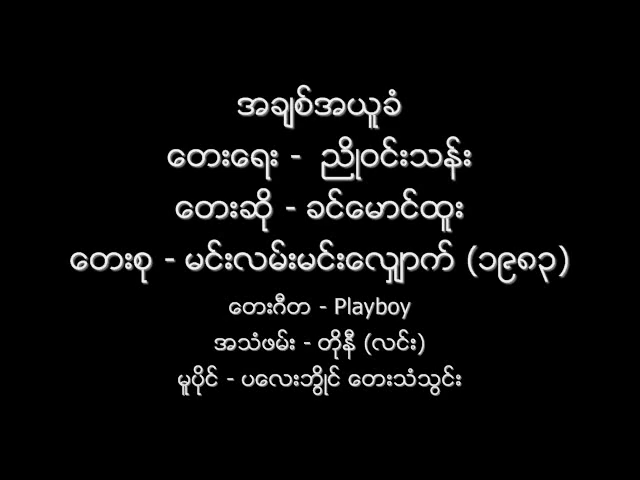 အချစ်အယူခံ
တေးရေး - ညိုဝင်းသန်း
တေးဆို - ခင်မောင်ထူး
တေးစု - မင်းလမ်းမင်းလျှောက် (၁၉၈၃)
တေးဂီတ - Playboy
အသံဖမ်း - တိုနီ (လင်း)
မူပိုင် - ပလေးဘွိုင် တေးသံသွင်း